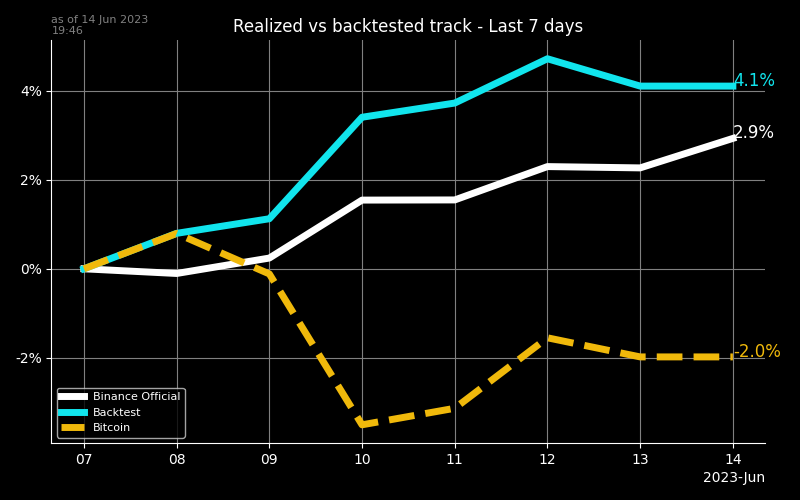 as of 14 Jun 2023
19:46
Realized vs backtested track - Last 7 days
4%
2%
0%
-2%
4.1%
2.9%
-2.0%
Binance Official
Backtest
Bitcoin
07 08 09 10 11 12 13 14
2023-Jun